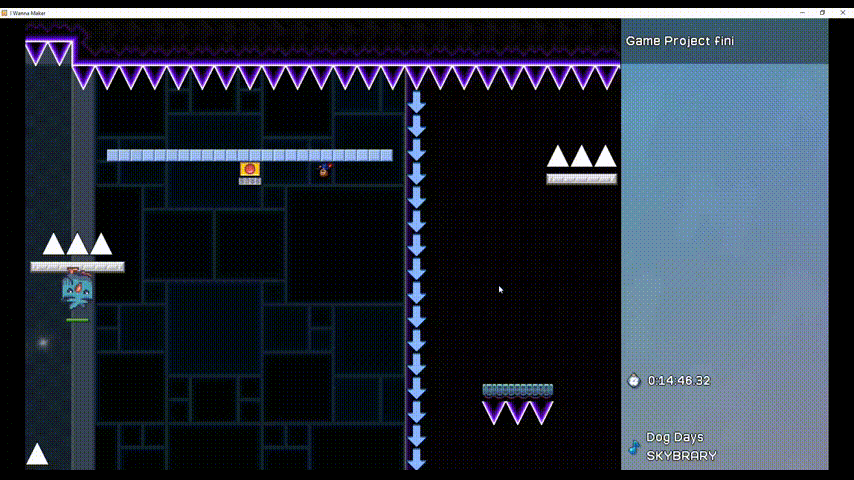 I Wanna Maker
Game Project fini
0:14:46:32
Dog Days
SKYBRARY